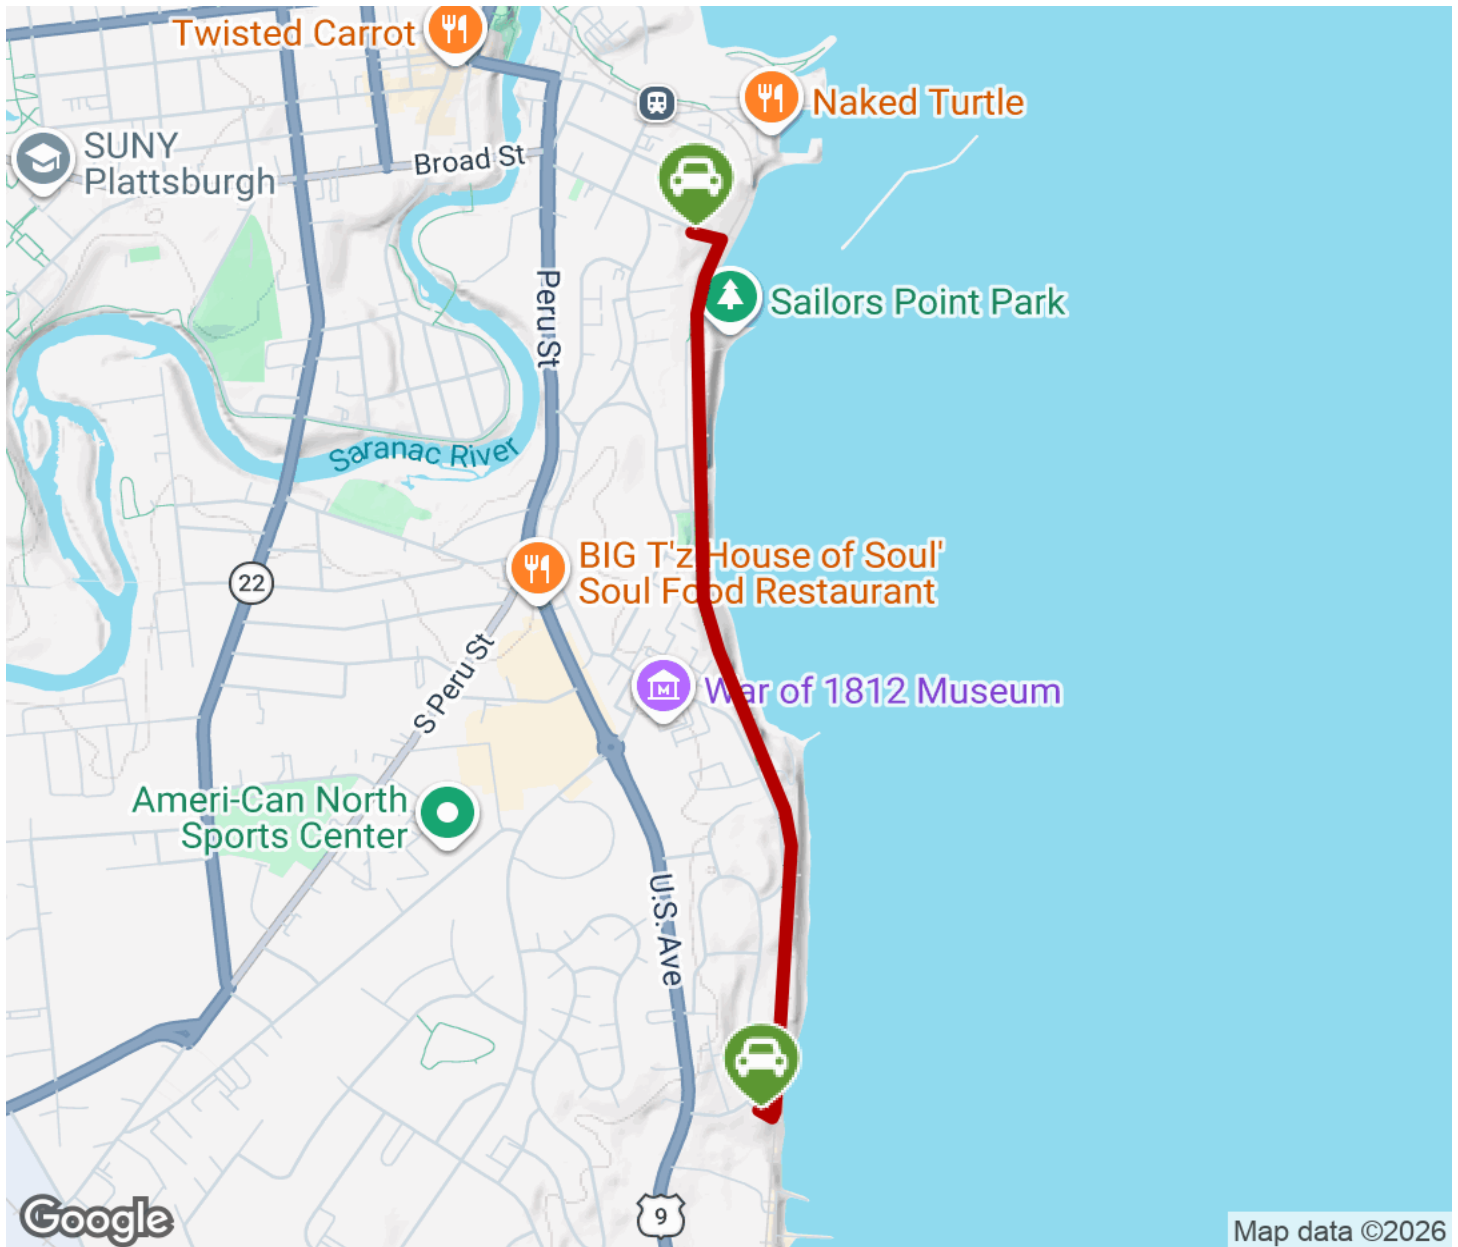 Twisted Carrot
Naked Turtle
SUNY
Plattsburgh
Broad St
Peru St
Sailors Point Park
Saranac River
BIG T'z House of Soul'
Soul Food Restaurant
22
S Peru St
War of 1812 Museum
M
Ameri-Can North
Sports Center
U.S. Ave
9
Google
Map data ©2026